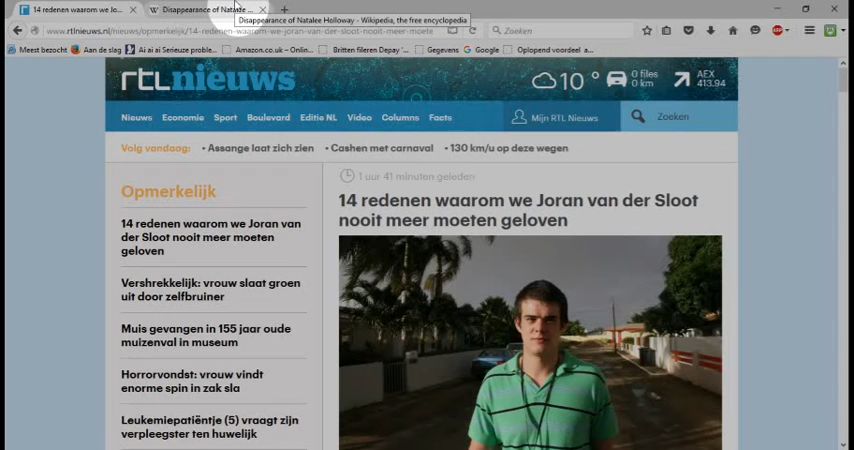 14 redenen waarom we Jo...
Disappearance of Natalee ...
Disappearance of Natalee Holloway - Wikipedia, the free encyclopedia
www.rtlnieuws.nl/nieuws/opmerkelijk/14-redenen-waarom-we-joran-van-der-sloot-nooit-meer-moete
Zoeken
Meest bezocht
Aan de slag
Ai ai ai Serieuze proble...
Amazon.co.uk – Onlin...
Britten fileren Depay '...
Gegevens
Google
Oplopend voordeel a...
rtlnieuws
10 °
0 files
0 km
AEX
413.94
Nieuws Economie Sport Boulevard Editie NL Video Columns Facts
Mijn RTL Nieuws
Zoeken
Volg vandaag: • Assange laat zich zien • Cashen met carnaval • 130 km/u op deze wegen
Opmerkelijk
14 redenen waarom we Joran van
der Sloot nooit meer moeten
geloven
Vershrekkelijk: vrouw slaat groen
uit door zelfbruiner
Muis gevangen in 155 jaar oude
muizenval in museum
Horrorvondst: vrouw vindt
enorme spin in zak sla
Leukemiepatiëntje (5) vraagt zijn
verpleegster ten huwelijk
1 uur 41 minuten geleden
14 redenen waarom we Joran van der Sloot
nooit meer moeten geloven